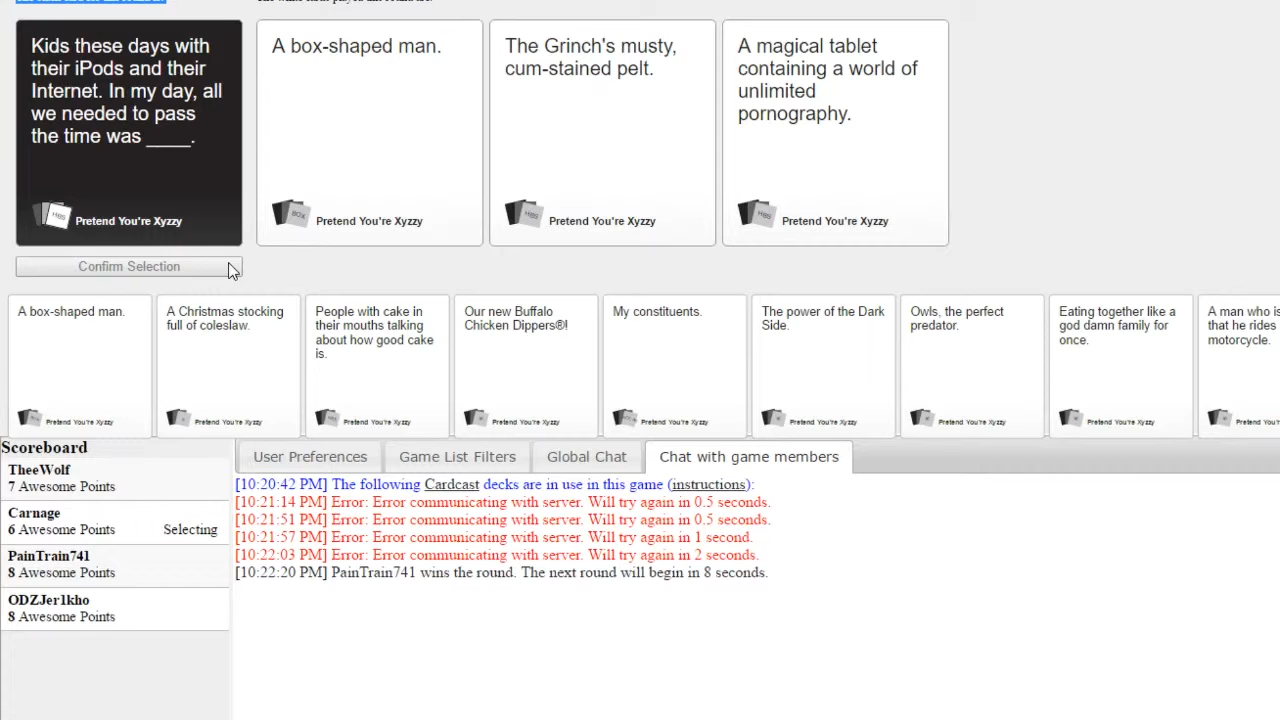 Kids these days with
their iPods and their
Internet. In my day, all
we needed to pass
the time was ____.
Pretend You're Xyzzy
A box-shaped man.
Pretend You're Xyzzy
The Grinch's musty,
cum-stained pelt.
Pretend You're Xyzzy
A magical tablet
containing a world of
unlimited
pornography.
Pretend You're Xyzzy
Confirm Selection
A box-shaped man.
Pretend You're Xyzzy
A Christmas stocking
full of coleslaw.
Pretend You're Xyzzy
People with cake in
their mouths talking
about how good cake
is.
Pretend You're Xyzzy
Our new Buffalo
Chicken Dippers®!
Pretend You're Xyzzy
My constituents.
Pretend You're Xyzzy
The power of the Dark
Side.
Pretend You're Xyzzy
Owls, the perfect
predator.
Pretend You're Xyzzy
Eating together like a
god damn family for
once.
Pretend You're Xyzzy
A man who is
that he rides
motorcycle.
Pretend You're
Scoreboard
TheeWolf
7 Awesome Points
Carnage
6 Awesome Points Selecting
PainTrain741
8 Awesome Points
ODZJer1kho
8 Awesome Points
User Preferences
Game List Filters
Global Chat
Chat with game members
[10:20:42 PM] The following Cardcast decks are in use in this game (instructions):
[10:21:14 PM] Error: Error communicating with server. Will try again in 0.5 seconds.
[10:21:51 PM] Error: Error communicating with server. Will try again in 0.5 seconds.
[10:21:57 PM] Error: Error communicating with server. Will try again in 1 second.
[10:22:03 PM] Error: Error communicating with server. Will try again in 2 seconds.
[10:22:20 PM] PainTrain741 wins the round. The next round will begin in 8 seconds.